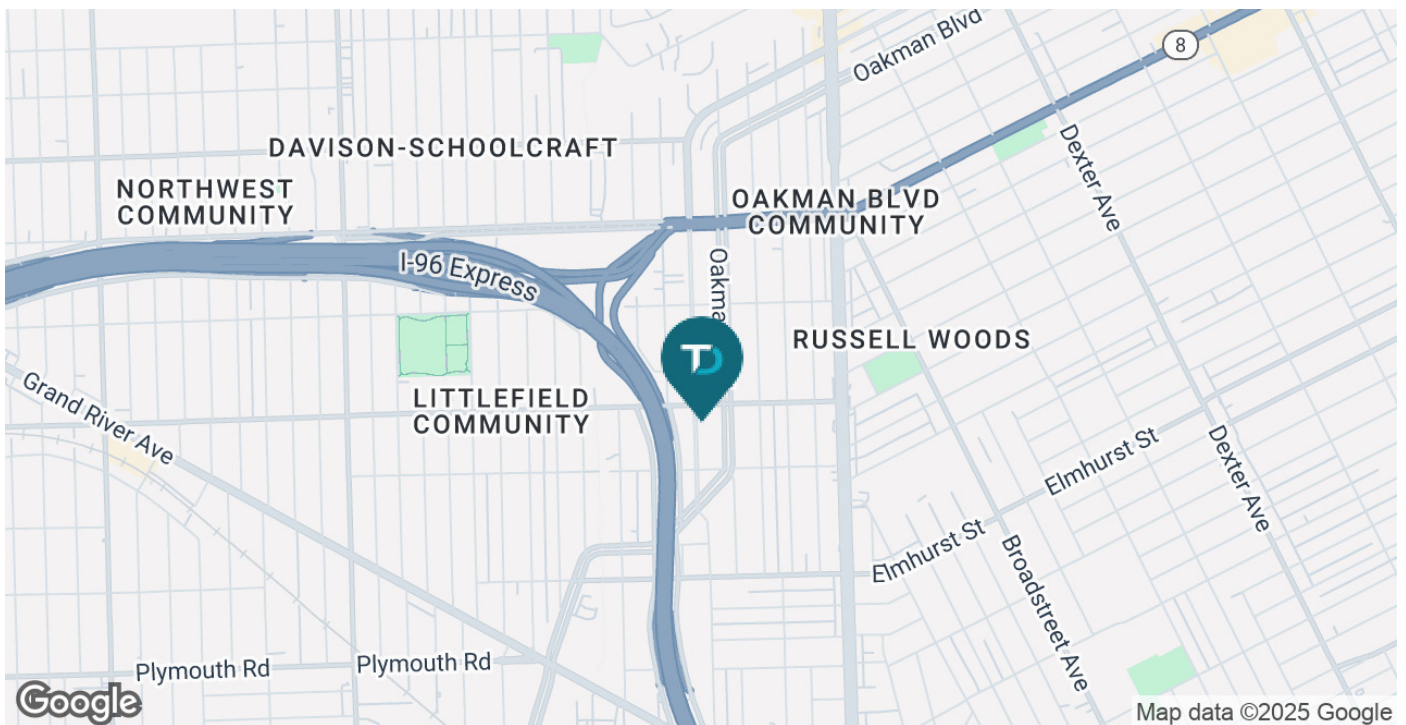 Oakman Blvd
8
DAVISON-SCHOOLCRAFT
Dexter Ave
NORTHWEST
COMMUNITY
OAKMAN BLVD
COMMUNITY
I-96 Express
Oakma
RUSSELL WOODS
TD
LITTLEFIELD
COMMUNITY
Grand River Ave
Elmhurst St
Dexter Ave
Elmhurst St
Broadstreet Ave
Plymouth Rd
Plymouth Rd
Google
Map data ©2025 Google